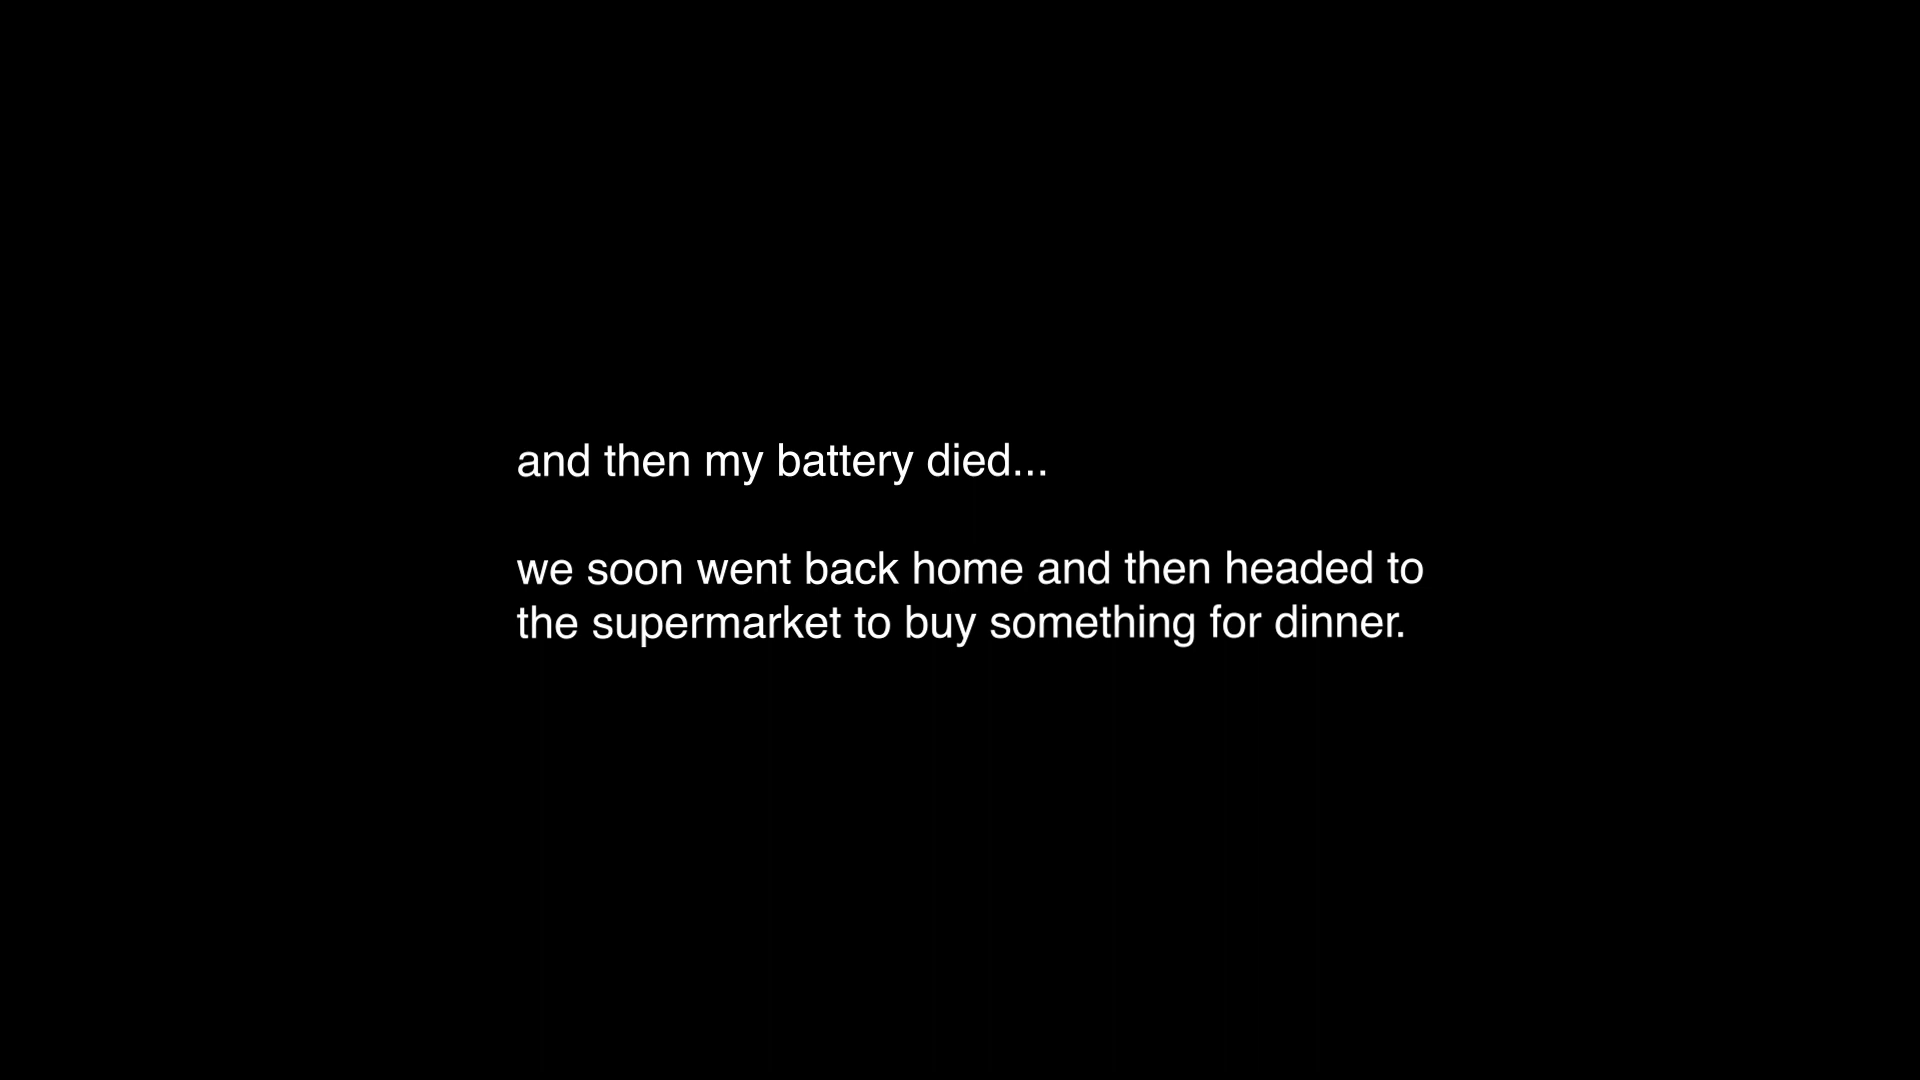 and then my battery died...
we soon went back home and then headed to
the supermarket to buy something for dinner.